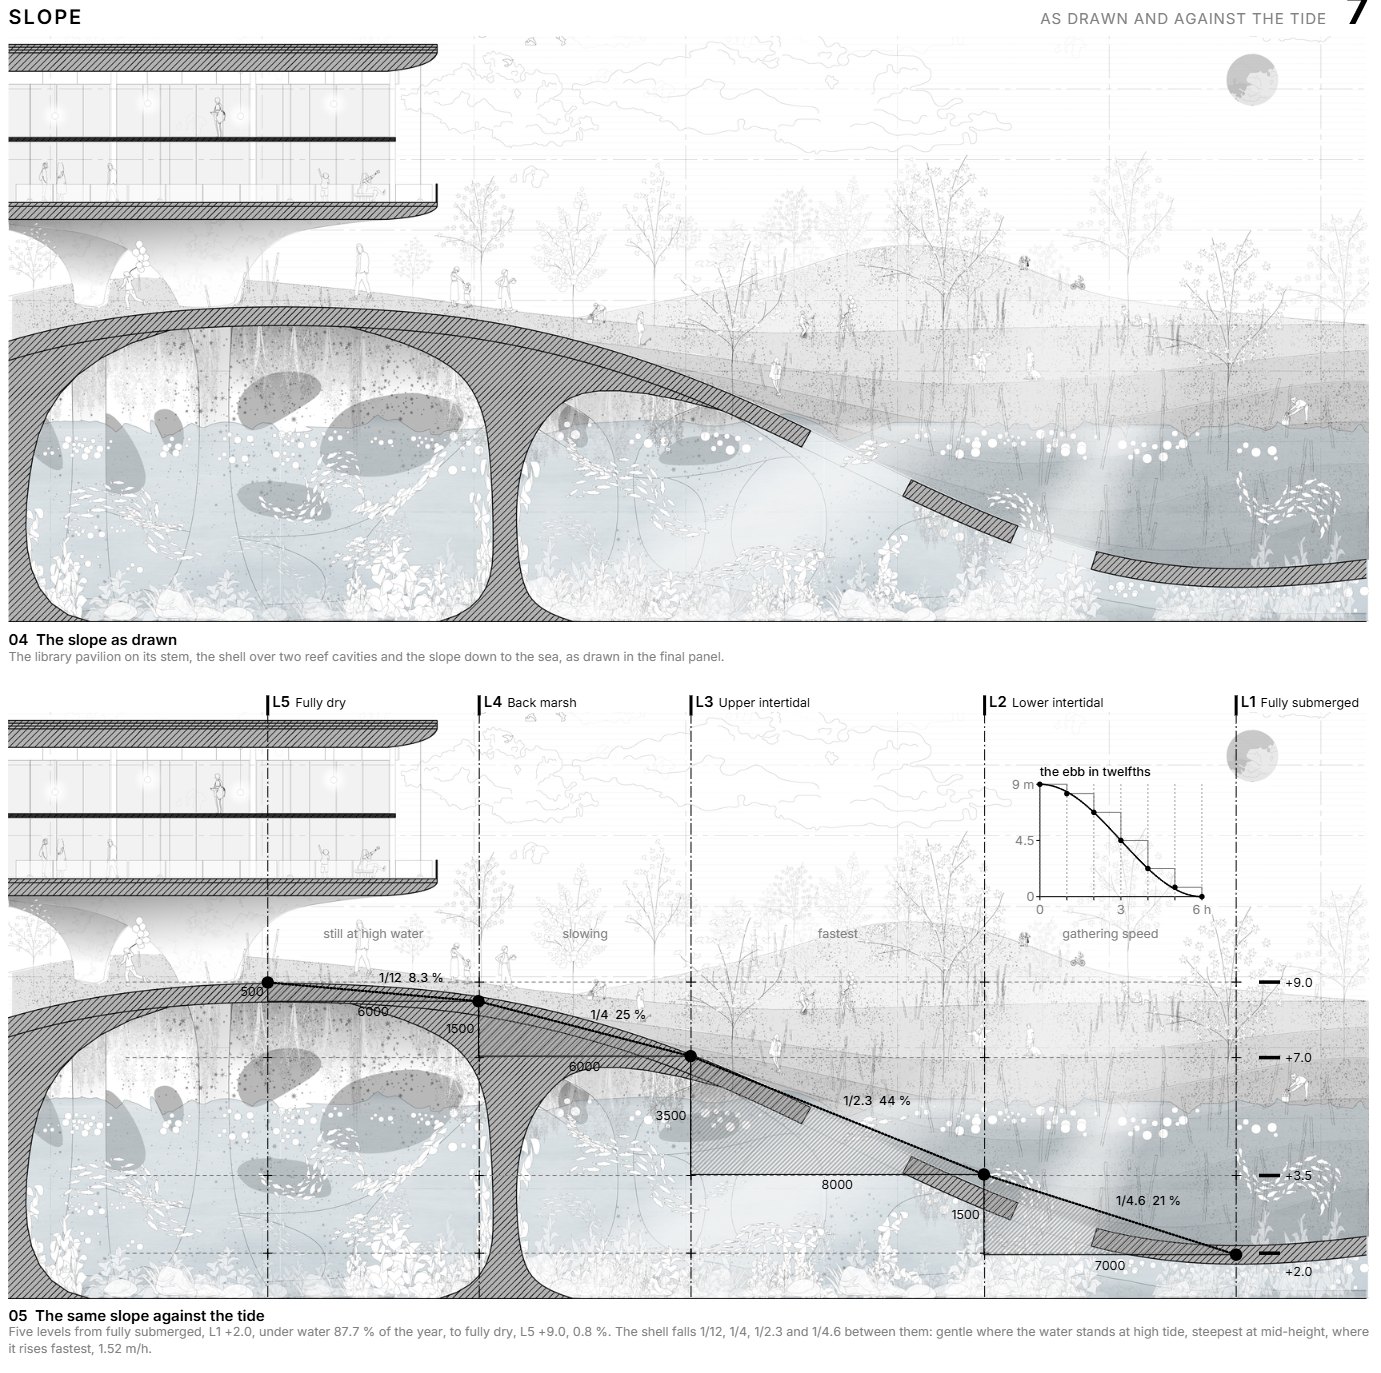 SLOPE
AS DRAWN AND AGAINST THE TIDE 7
04 The slope as drawn
The library pavilion on its stem, the shell over two reef cavities and the slope down to the sea, as drawn in the final panel.
L5 Fully dry
L4 Back marsh
L3 Upper intertidal
L2 Lower intertidal
L1 Fully submerged
the ebb in twelfths
9 m
4.5
0
0 3 6 h
still at high water
slowing
fastest
gathering speed
1/12 8.3 %
500
6000
1/4 25 %
1500
6000
1/2.3 44 %
3500
8000
1/4.6 21 %
1500
7000
+9.0
+7.0
+3.5
+2.0
05 The same slope against the tide
Five levels from fully submerged, L1 +2.0, under water 87.7 % of the year, to fully dry, L5 +9.0, 0.8 %. The shell falls 1/12, 1/4, 1/2.3 and 1/4.6 between them: gentle where the water stands at high tide, steepest at mid-height, where
it rises fastest, 1.52 m/h.